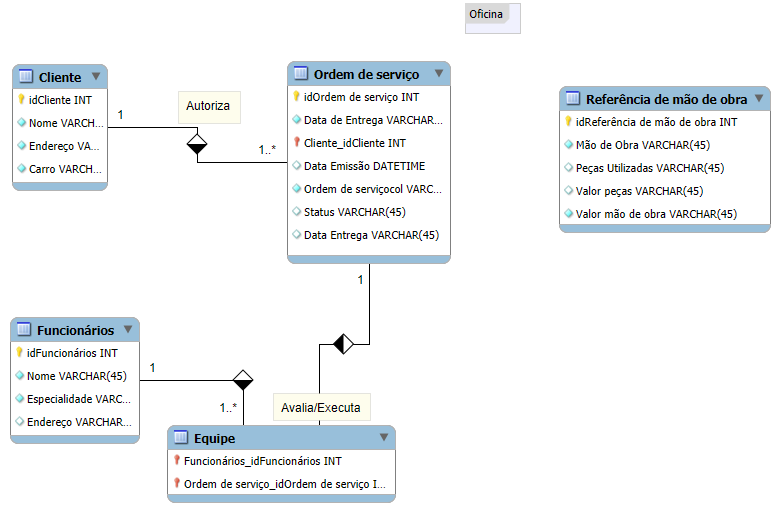 Oficina
Cliente
idCliente INT
Nome VARCH...
Endereço VA...
Carro VARCH...
1
Autoriza
1..*
Ordem de serviço
idOrdem de serviço INT
Data de Entrega VARCHAR...
Cliente_idCliente INT
Data Emissão DATETIME
Ordem de serviçocol VARC...
Status VARCHAR(45)
Data Entrega VARCHAR(45)
1
Referência de mão de obra
idReferência de mão de obra INT
Mão de Obra VARCHAR(45)
Peças Utilizadas VARCHAR(45)
Valor peças VARCHAR(45)
Valor mão de obra VARCHAR(45)
Funcionários
idFuncionários INT
Nome VARCHAR(45)
Especialidade VARC...
Endereço VARCHAR...
1
1..*
Avalia/Executa
Equipe
Funcionários_idFuncionários INT
Ordem de serviço_idOrdem de serviço I...